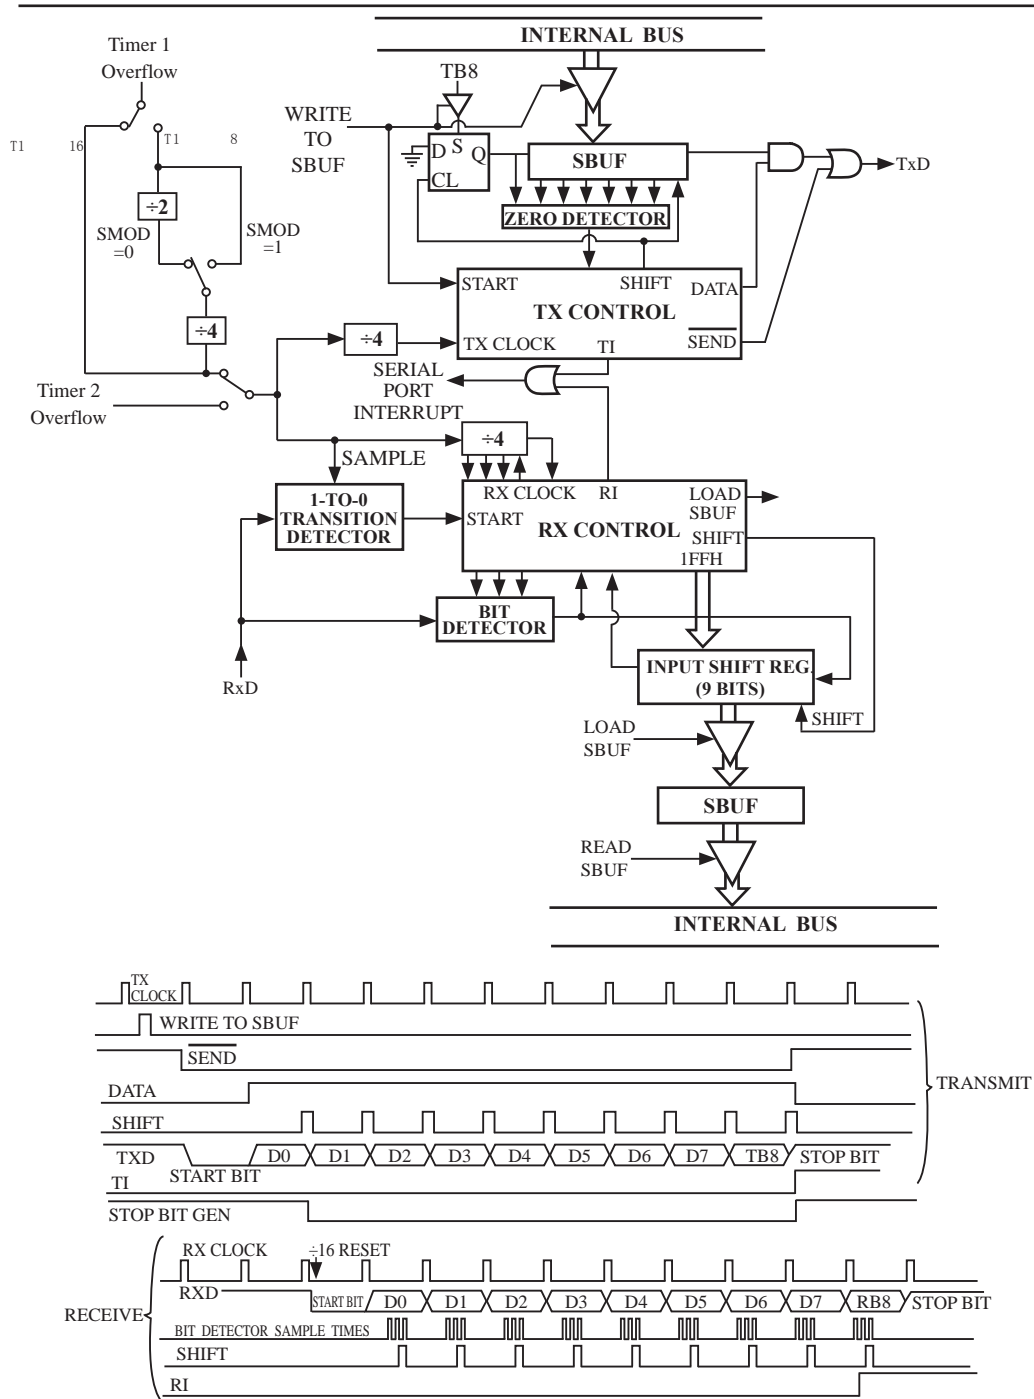 INTERNAL BUS
Timer 1
Overflow
TB8
WRITE
TO
SBUF
T1
16
T1
8
D
S
Q
CL
SBUF
TxD
÷2
SMOD
=0
SMOD
=1
ZERO DETECTOR
START
SHIFT
DATA
TX CONTROL
÷4
÷4
TX CLOCK
TI
SEND
SERIAL
PORT
INTERRUPT
Timer 2
Overflow
÷4
SAMPLE
RX CLOCK
RI
LOAD
SBUF
1-TO-0
TRANSITION
DETECTOR
START
RX CONTROL
SHIFT
1FFH
BIT
DETECTOR
RxD
INPUT SHIFT REG.
(9 BITS)
SHIFT
LOAD
SBUF
SBUF
READ
SBUF
INTERNAL BUS
TX
CLOCK
WRITE TO SBUF
SEND
DATA
TRANSMIT
SHIFT
TXD
START BIT
D0 D1 D2 D3 D4 D5 D6 D7 TB8 STOP BIT
TI
STOP BIT GEN
RX CLOCK
÷16 RESET
RXD
START BIT D0 D1 D2 D3 D4 D5 D6 D7 RB8 STOP BIT
RECEIVE
BIT DETECTOR SAMPLE TIMES
SHIFT
RI